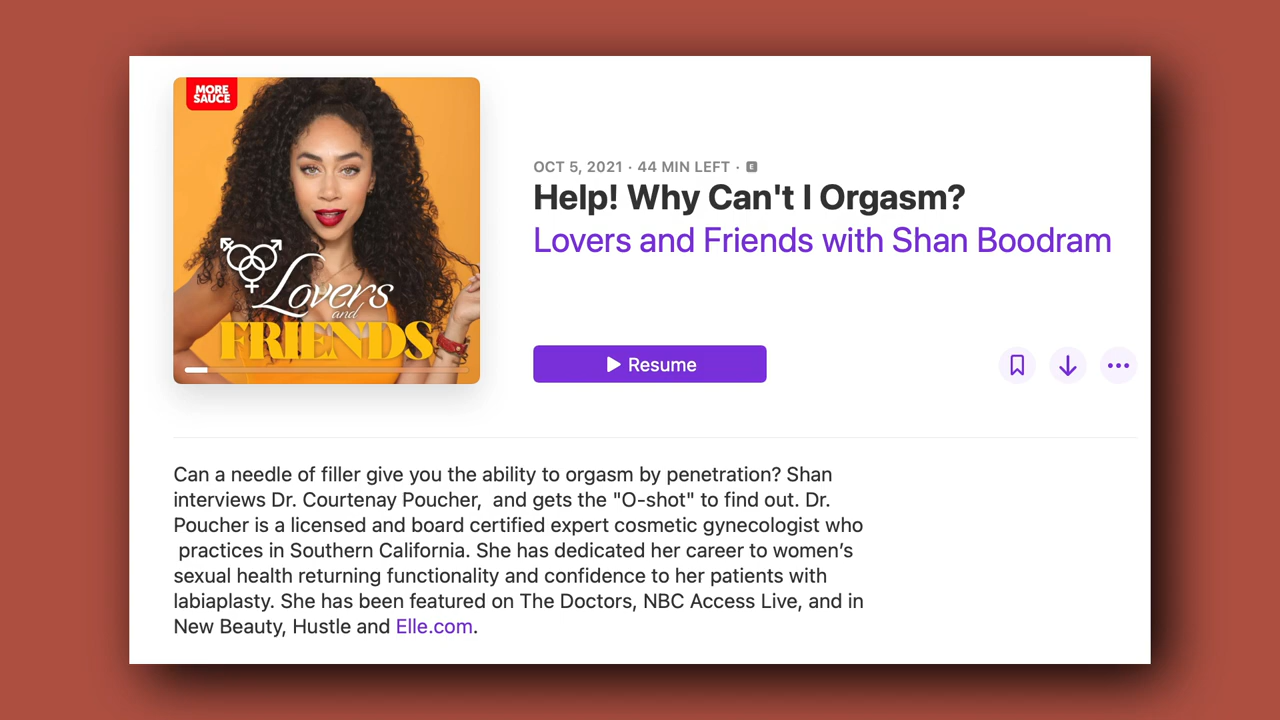 MORE
SAUCE
Lovers
and
FRIENDS
OCT 5, 2021 · 44 MIN LEFT · E
Help! Why Can't I Orgasm?
Lovers and Friends with Shan Boodram
Resume
Can a needle of filler give you the ability to orgasm by penetration? Shan
interviews Dr. Courtenay Poucher,  and gets the "O-shot" to find out. Dr.
Poucher is a licensed and board certified expert cosmetic gynecologist who
 practices in Southern California. She has dedicated her career to women’s
sexual health returning functionality and confidence to her patients with
labiaplasty. She has been featured on The Doctors, NBC Access Live, and in
New Beauty, Hustle and Elle.com.